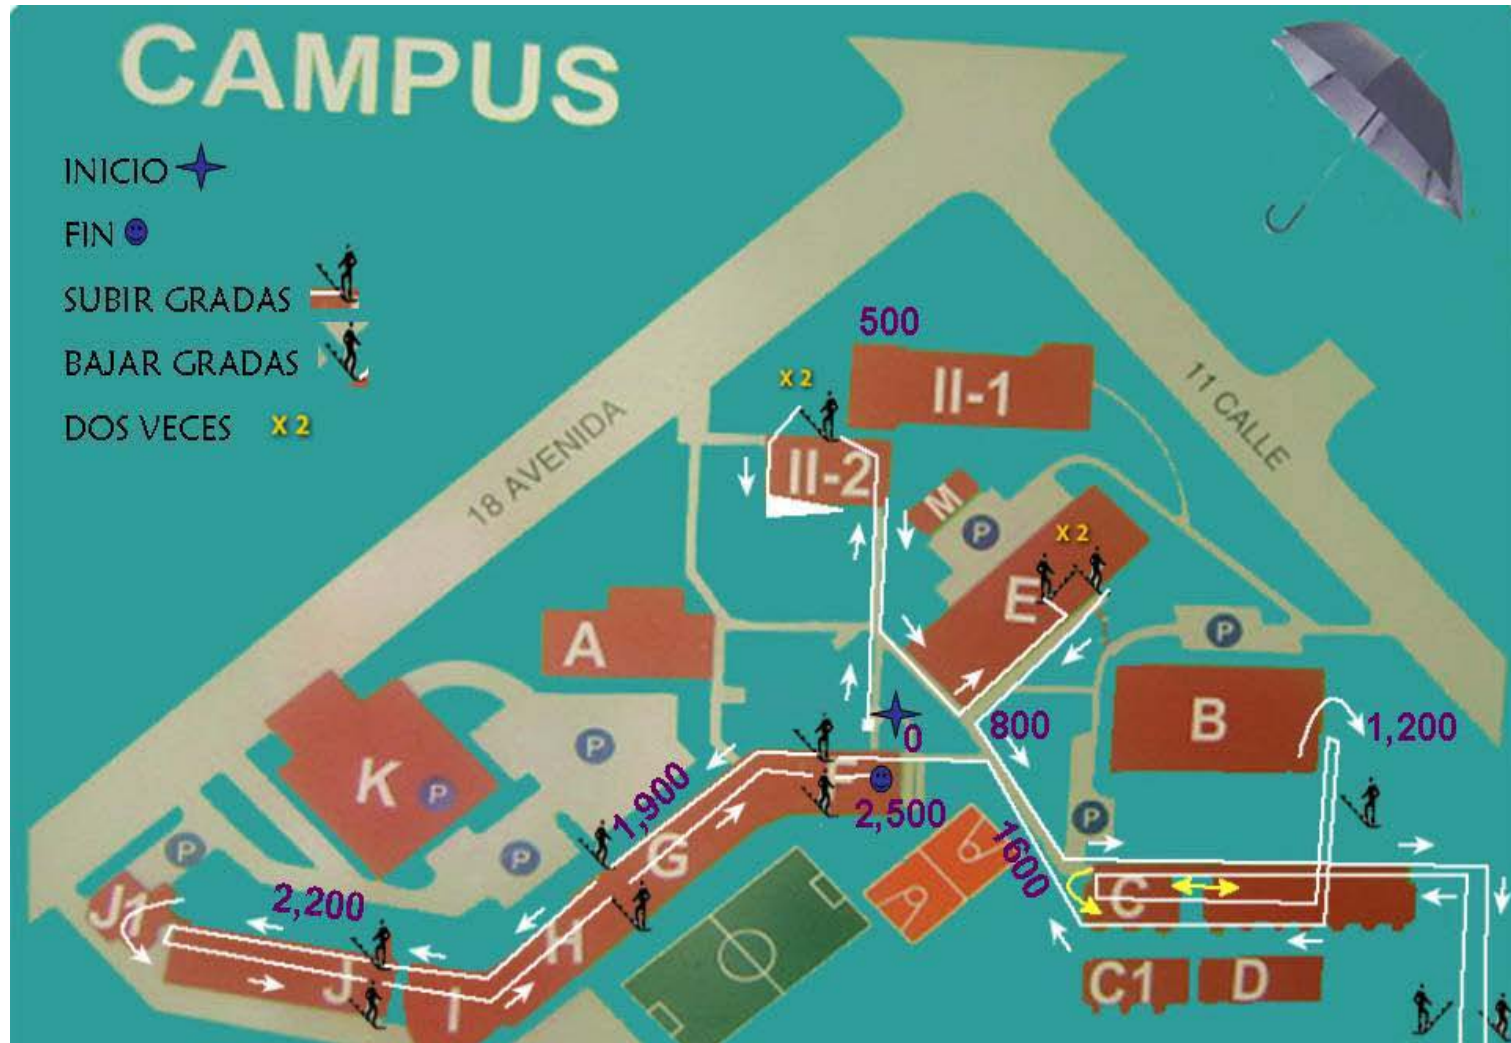 CAMPUS
INICIO
FIN
SUBIR GRADAS
BAJAR GRADAS
DOS VECES X 2
18 AVENIDA
11 CALLE
500
X 2
II-1
II-2
M
P
X 2
E
A
P
B
0
800
1,200
K
P
P
F
2,500
1,900
G
1600
P
P
P
C
J1
2,200
H
J
I
C1
D